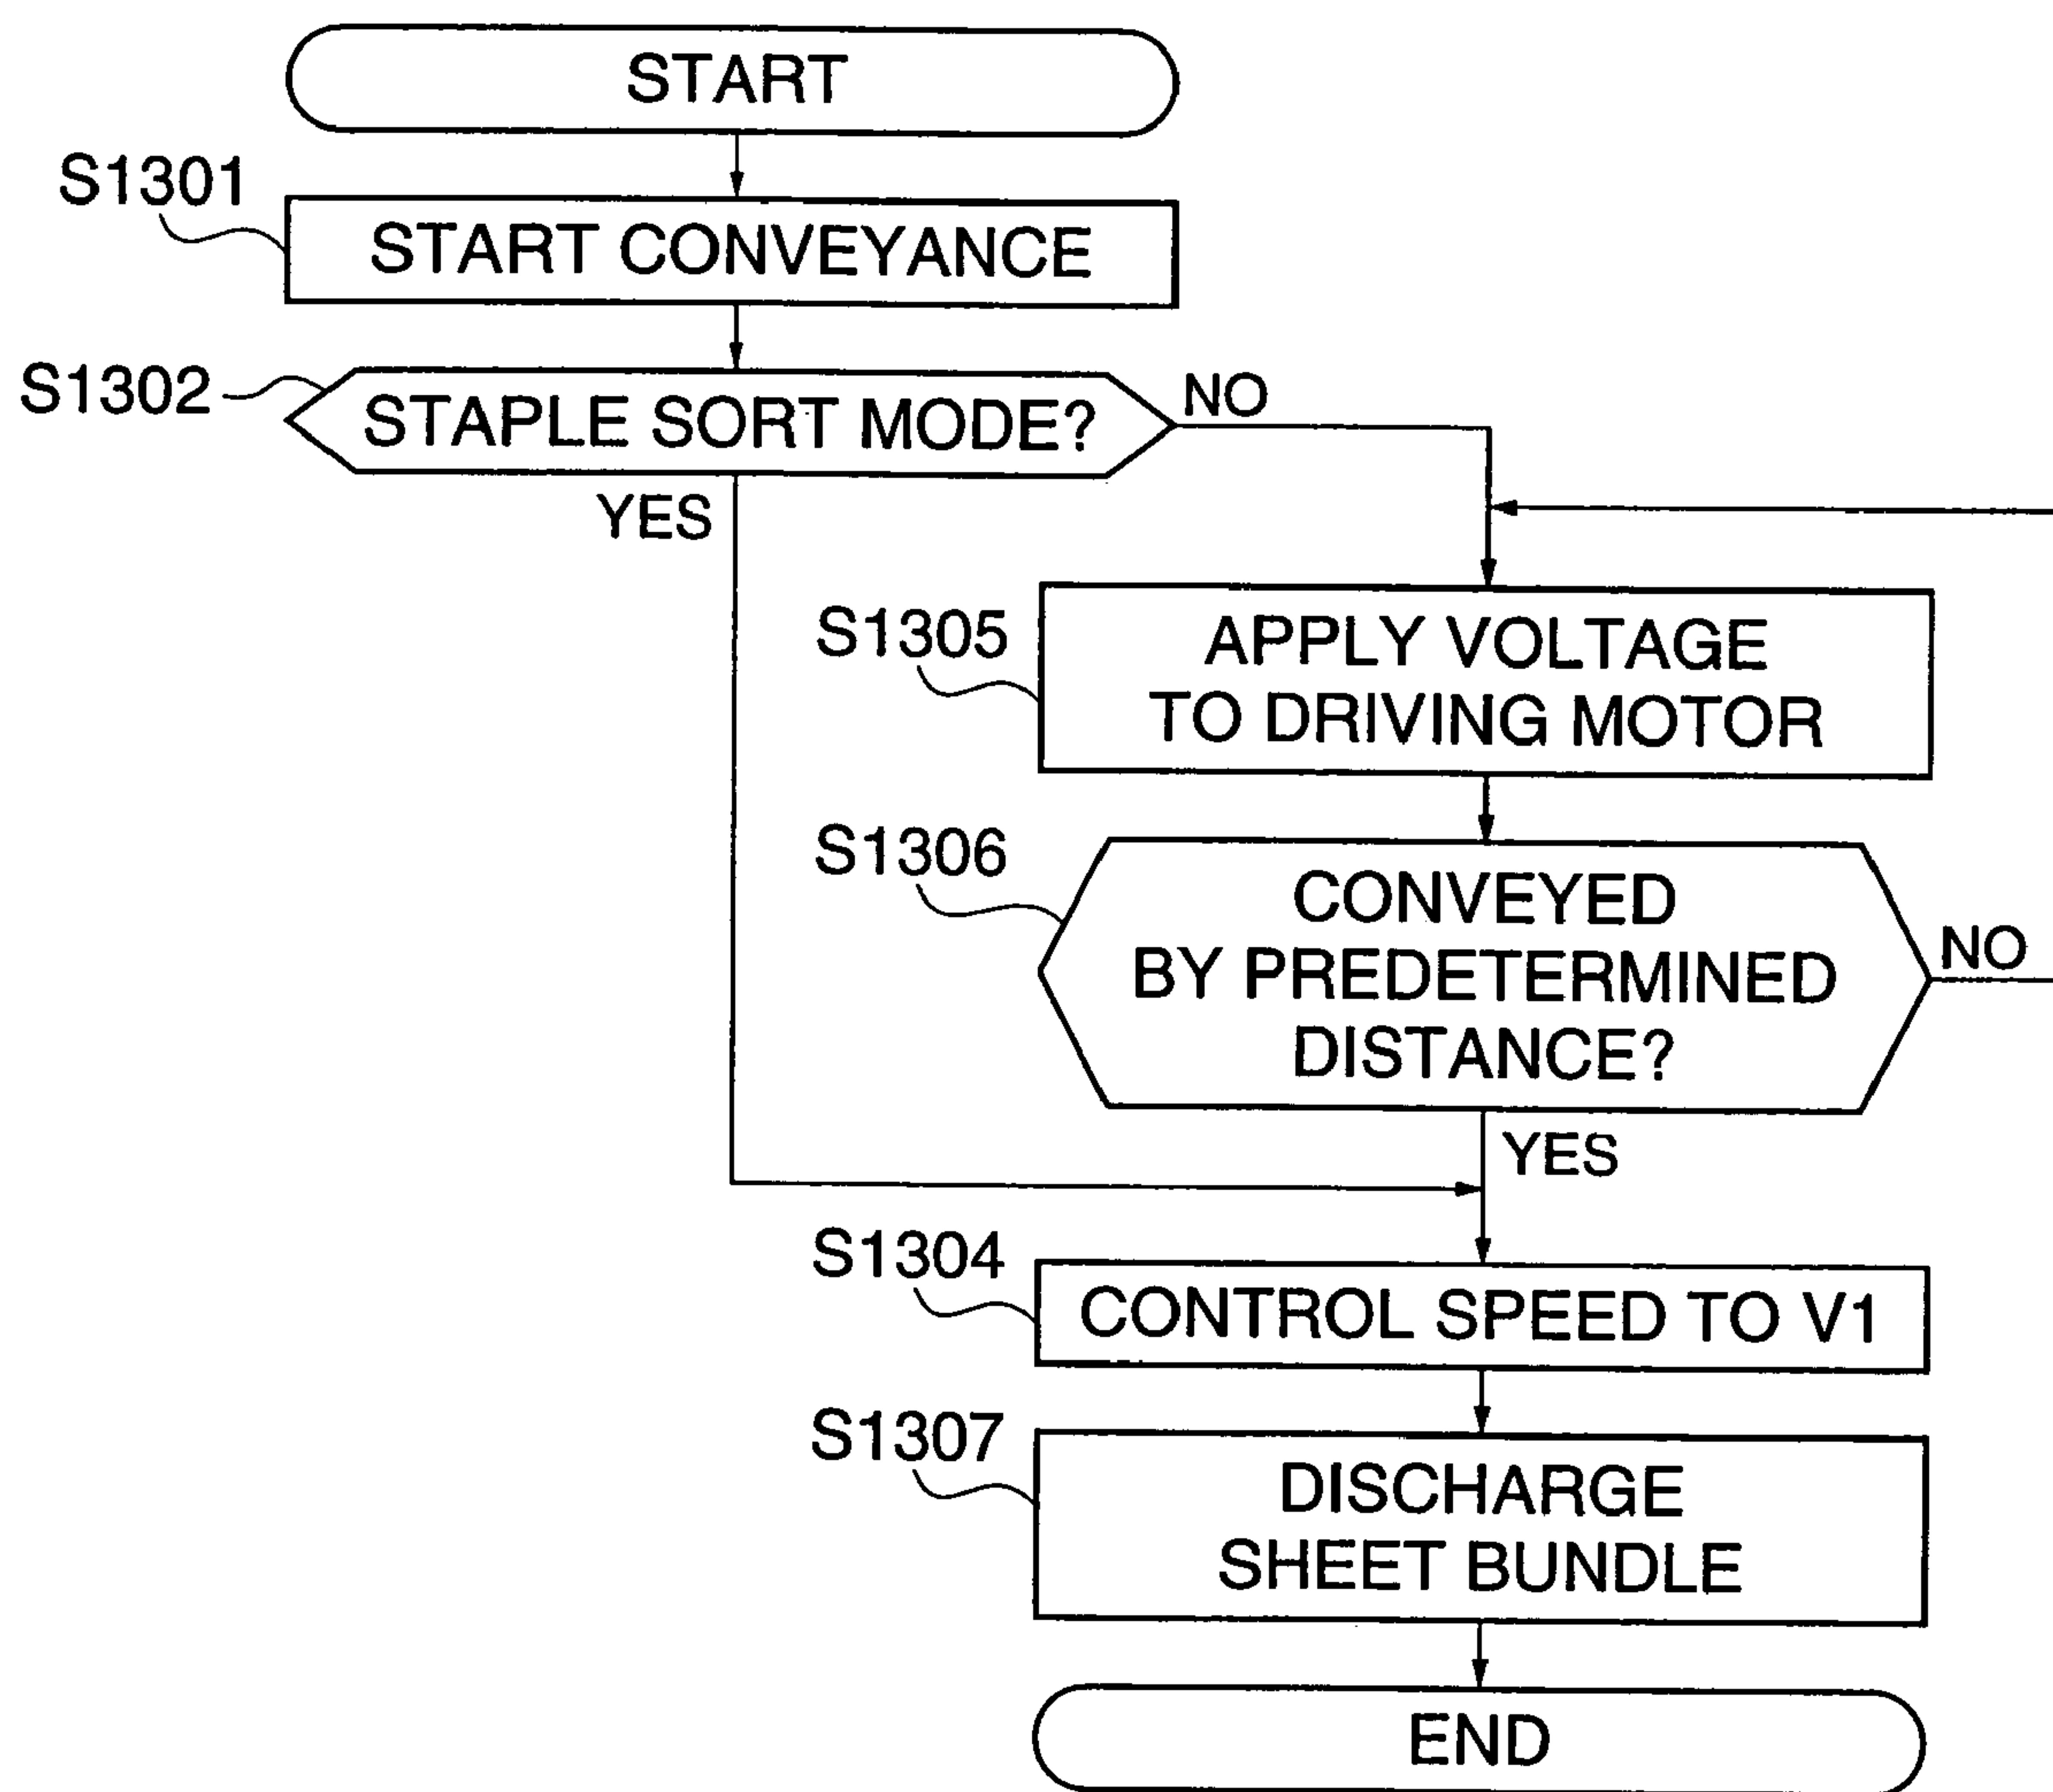 START
S1301
START CONVEYANCE
S1302
STAPLE SORT MODE?
NO
YES
S1305
APPLY VOLTAGE
TO DRIVING MOTOR
S1306
CONVEYED
BY PREDETERMINED
DISTANCE?
NO
YES
S1304
CONTROL SPEED TO V1
S1307
DISCHARGE
SHEET BUNDLE
END